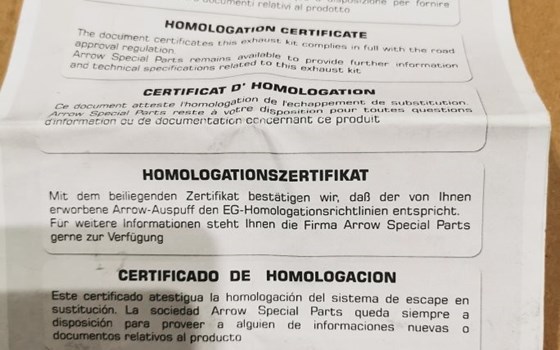 documenti relativi al prodotto
disposizione per fornire
HOMOLOGATION CERTIFICATE
The document certificates this exhaust kit complies in full with the road
approval regulation.
Arrow Special Parts remains available to provide further information
and technical specifications related to this exhaust kit
CERTIFICAT D' HOMOLOGATION
Ce document atteste l'homologation de l'echappement de substitution.
Arrow Special Parts reste à votre disposition pour toutes questions
d'information ou de documentation concernant ce produit
HOMOLOGATIONSZERTIFIKAT
Mit dem beiliegenden Zertifikat bestätigen wir, daß der von Ihnen
erworbene Arrow-Auspuff den EG-Homologationsrichtlinien entspricht.
Für weitere Informationen steht Ihnen die Firma Arrow Special Parts
gerne zur Verfügung
CERTIFICADO DE HOMOLOGACION
Este certificado atestigua la homologación del sistema de escape en
sustitución. La sociedad Arrow Special Parts queda siempre a
disposición para proveer a alguien de informaciones nuevas o
documentos relativos al producto